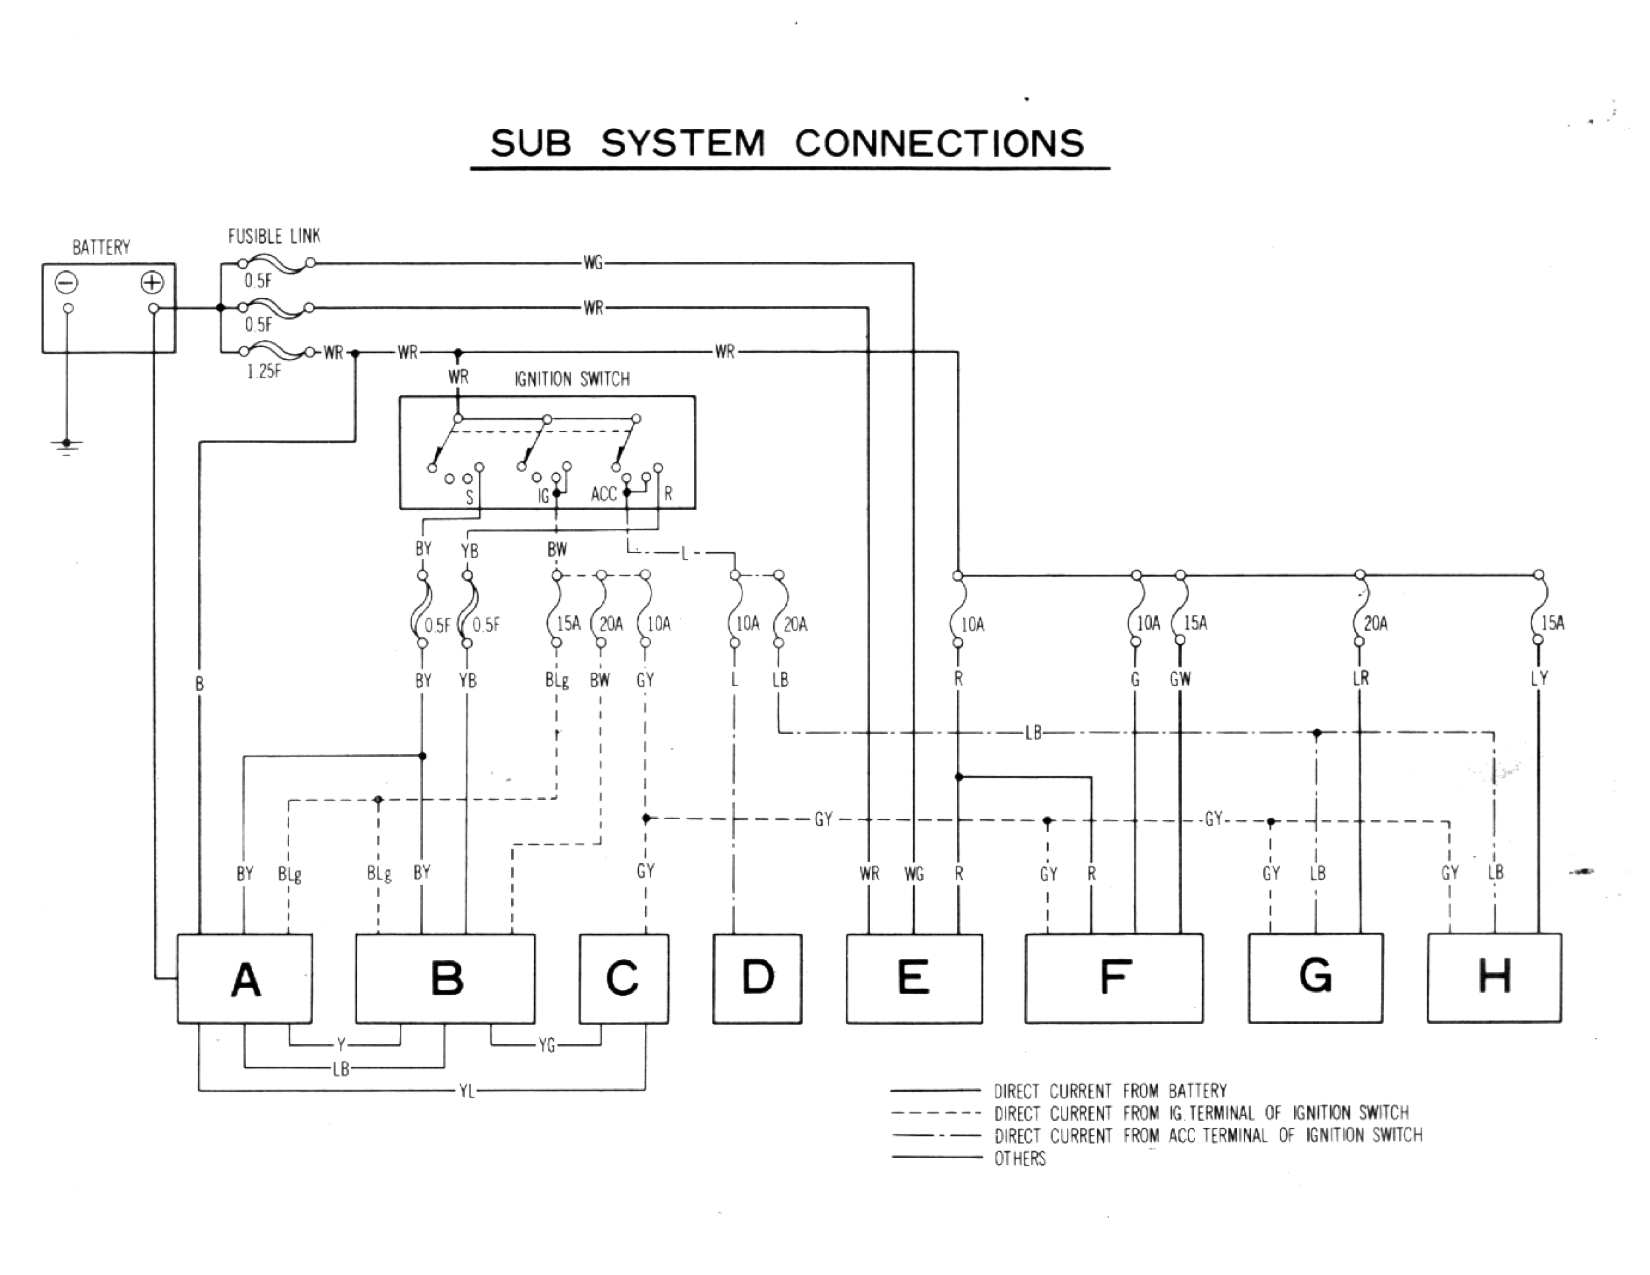 SUB SYSTEM CONNECTIONS
FUSIBLE LINK
BATTERY
WG
0.5F
WR
0.5F
WR WR WR
1.25F
WR IGNITION SWITCH
S IG ACC R
BY YB BW L
0.5F 0.5F 15A 20A 10A 10A 20A 10A 10A 15A 20A 15A
B BY YB BLg BW GY L LB R G GW LR LY
LB
GY GY
BY BLg BLg BY GY WR WG R GY R GY LB GY LB
A B C D E F G H
Y YG
LB
YL
DIRECT CURRENT FROM BATTERY
DIRECT CURRENT FROM IG.TERMINAL OF IGNITION SWITCH
DIRECT CURRENT FROM ACC TERMINAL OF IGNITION SWITCH
OTHERS